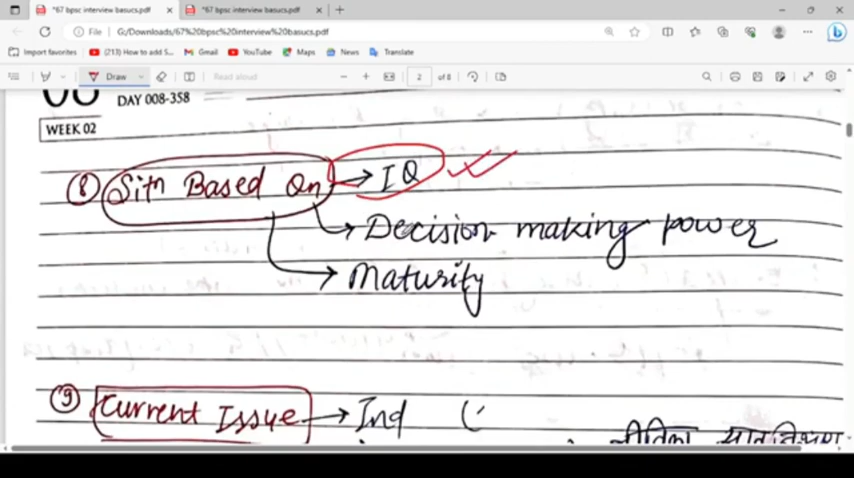 *67 bpsc interview basucs.pdf
*67 bpsc interview basucs.pdf
File G:/Downloads/67%20bpsc%20interview%20basucs.pdf
Import favorites (213) How to add S... Gmail YouTube Maps News Translate
Draw Read aloud 2 of 8
08
DAY 008-358
WEEK 02
⑧ Sitn Based On → IQ
→ Decision making power
→ Maturity
⑨ Current Issue → Ind (